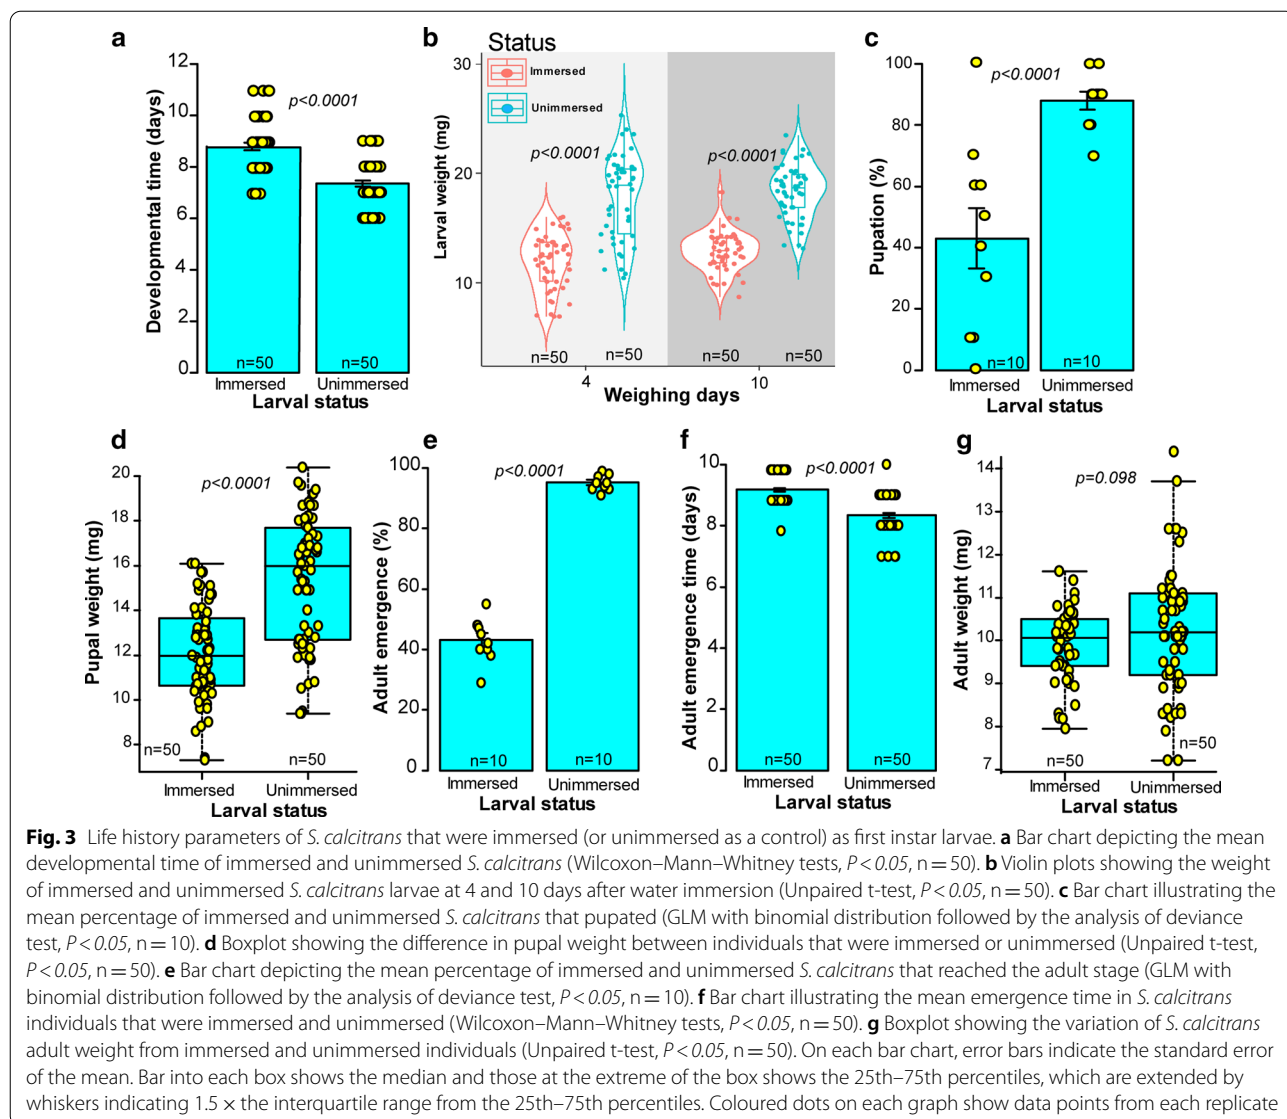 a
Developmental time (days)
12
10
8
6
4
2
0
p<0.0001
n=50
n=50
Immersed
Unimmersed
Larval status
b
Status
Immersed
Unimmersed
Larval weight (mg)
30
20
10
p<0.0001
p<0.0001
n=50
n=50
n=50
n=50
4
10
Weighing days
c
Pupation (%)
100
80
60
40
20
0
p<0.0001
n=10
n=10
Immersed
Unimmersed
Larval status
d
Pupal weight (mg)
20
18
16
14
12
10
8
p<0.0001
n=50
n=50
Immersed
Unimmersed
Larval status
e
Adult emergence (%)
100
80
60
40
20
0
p<0.0001
n=10
n=10
Immersed
Unimmersed
Larval status
f
Adult emergence time (days)
10
8
6
4
2
0
p<0.0001
n=50
n=50
Immersed
Unimmersed
Larval status
g
Adult weight (mg)
14
13
12
11
10
9
8
7
p=0.098
n=50
n=50
Immersed
Unimmersed
Larval status
Fig. 3 Life history parameters of S. calcitrans that were immersed (or unimmersed as a control) as first instar larvae. a Bar chart depicting the mean
developmental time of immersed and unimmersed S. calcitrans (Wilcoxon–Mann–Whitney tests, P < 0.05, n = 50). b Violin plots showing the weight
of immersed and unimmersed S. calcitrans larvae at 4 and 10 days after water immersion (Unpaired t-test, P < 0.05, n = 50). c Bar chart illustrating the
mean percentage of immersed and unimmersed S. calcitrans that pupated (GLM with binomial distribution followed by the analysis of deviance
test, P < 0.05, n = 10). d Boxplot showing the difference in pupal weight between individuals that were immersed or unimmersed (Unpaired t-test,
P < 0.05, n = 50). e Bar chart depicting the mean percentage of immersed and unimmersed S. calcitrans that reached the adult stage (GLM with
binomial distribution followed by the analysis of deviance test, P < 0.05, n = 10). f Bar chart illustrating the mean emergence time in S. calcitrans
individuals that were immersed and unimmersed (Wilcoxon–Mann–Whitney tests, P < 0.05, n = 50). g Boxplot showing the variation of S. calcitrans
adult weight from immersed and unimmersed individuals (Unpaired t-test, P < 0.05, n = 50). On each bar chart, error bars indicate the standard error
of the mean. Bar into each box shows the median and those at the extreme of the box shows the 25th–75th percentiles, which are extended by
whiskers indicating 1.5 × the interquartile range from the 25th–75th percentiles. Coloured dots on each graph show data points from each replicate